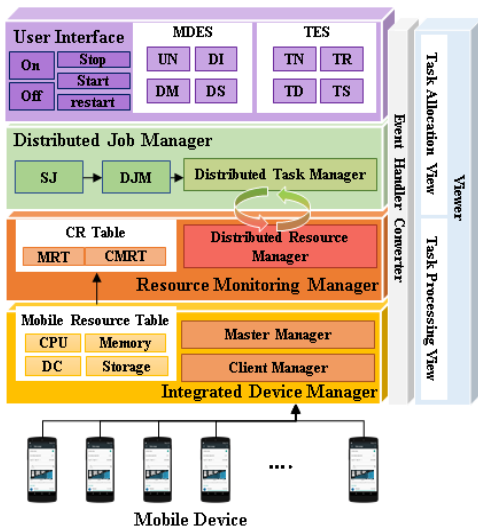 User Interface
On
Off
Stop
Start
restart
MDES
UN
DI
DM
DS
TES
TN
TR
TD
TS
Distributed Job Manager
SJ
DJM
Distributed Task Manager
CR Table
MRT
CMRT
Distributed Resource
Manager
Resource Monitoring Manager
Mobile Resource Table
CPU
Memory
DC
Storage
Master Manager
Client Manager
Integrated Device Manager
Event Handler Converter
Task Allocation View
Task Processing View
Viewer
....
Mobile Device